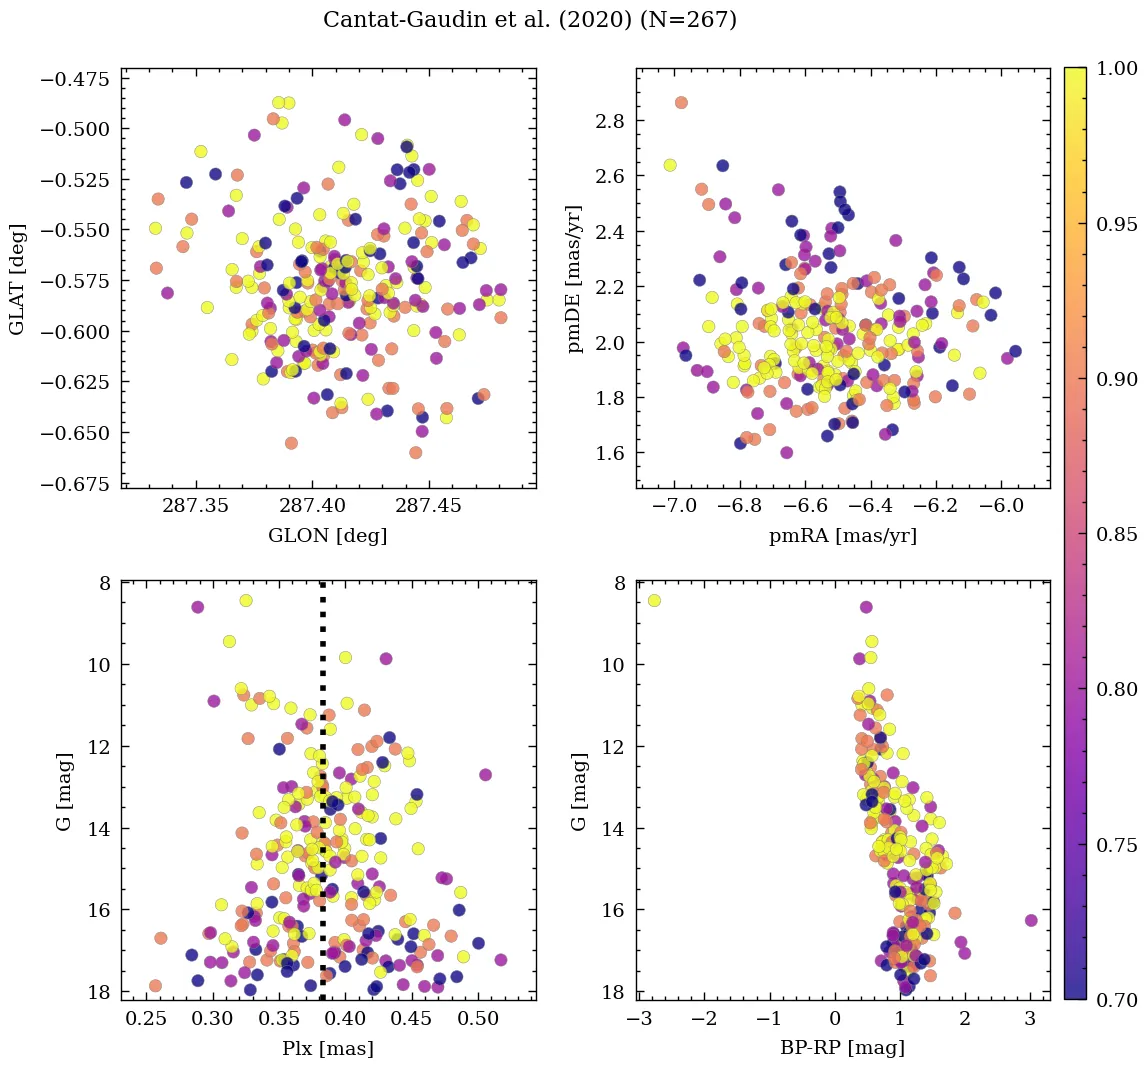 Cantat-Gaudin et al. (2020) (N=267)
−0.475
−0.500
−0.525
−0.550
−0.575
−0.600
−0.625
−0.650
−0.675
GLAT [deg]
287.35 287.40 287.45
GLON [deg]
2.8
2.6
2.4
2.2
2.0
1.8
1.6
pmDE [mas/yr]
−7.0 −6.8 −6.6 −6.4 −6.2 −6.0
pmRA [mas/yr]
8
10
12
14
16
18
G [mag]
0.25 0.30 0.35 0.40 0.45 0.50
Plx [mas]
8
10
12
14
16
18
G [mag]
−3 −2 −1 0 1 2 3
BP-RP [mag]
1.00
0.95
0.90
0.85
0.80
0.75
0.70